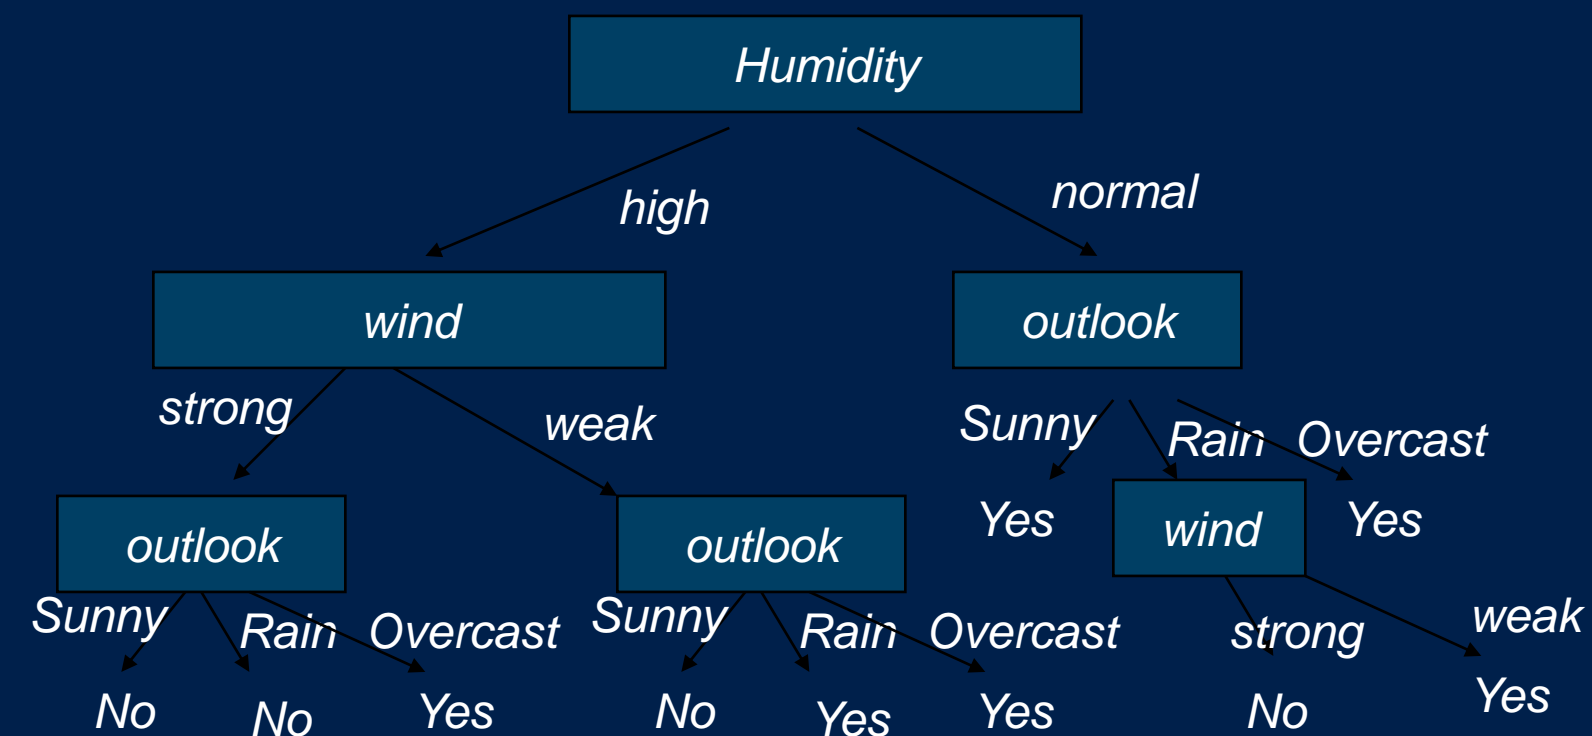 Humidity
high
normal
wind
outlook
strong
weak
Sunny
Rain
Overcast
outlook
outlook
Yes
wind
Yes
Sunny
Rain
Overcast
Sunny
Rain
Overcast
strong
weak
No
No
Yes
No
Yes
Yes
No
Yes